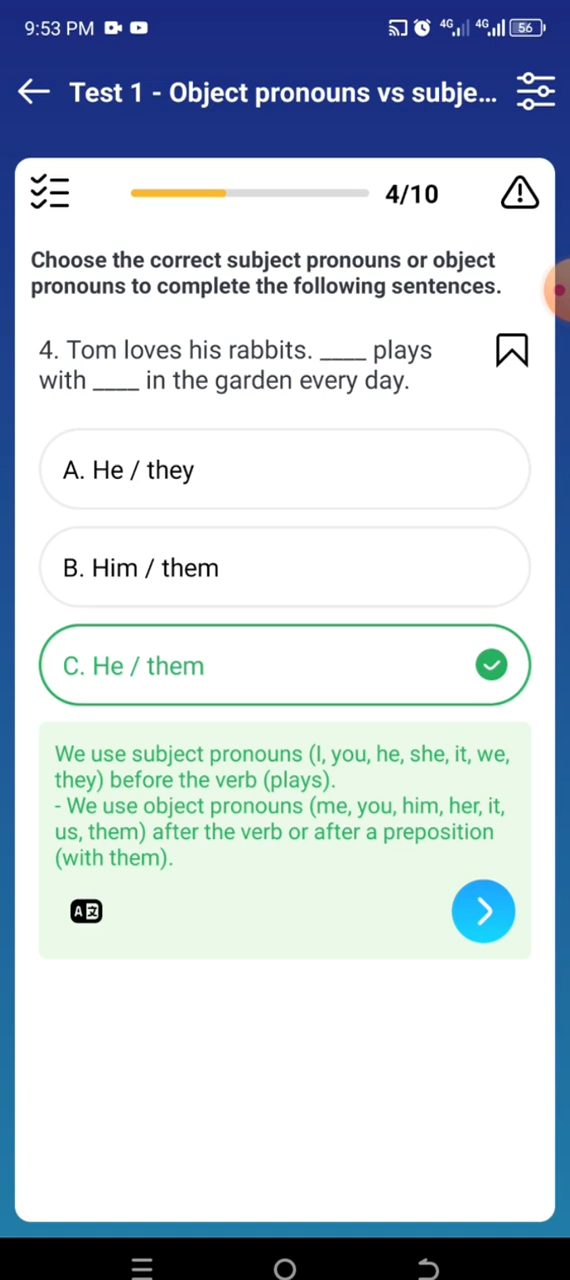 9:53 PM 4G 4G 56
Test 1 - Object pronouns vs subje...
4/10
Choose the correct subject pronouns or object
pronouns to complete the following sentences.
4. Tom loves his rabbits. ____ plays
with ____ in the garden every day.
A. He / they
B. Him / them
C. He / them
We use subject pronouns (I, you, he, she, it, we,
they) before the verb (plays).
- We use object pronouns (me, you, him, her, it,
us, them) after the verb or after a preposition
(with them).